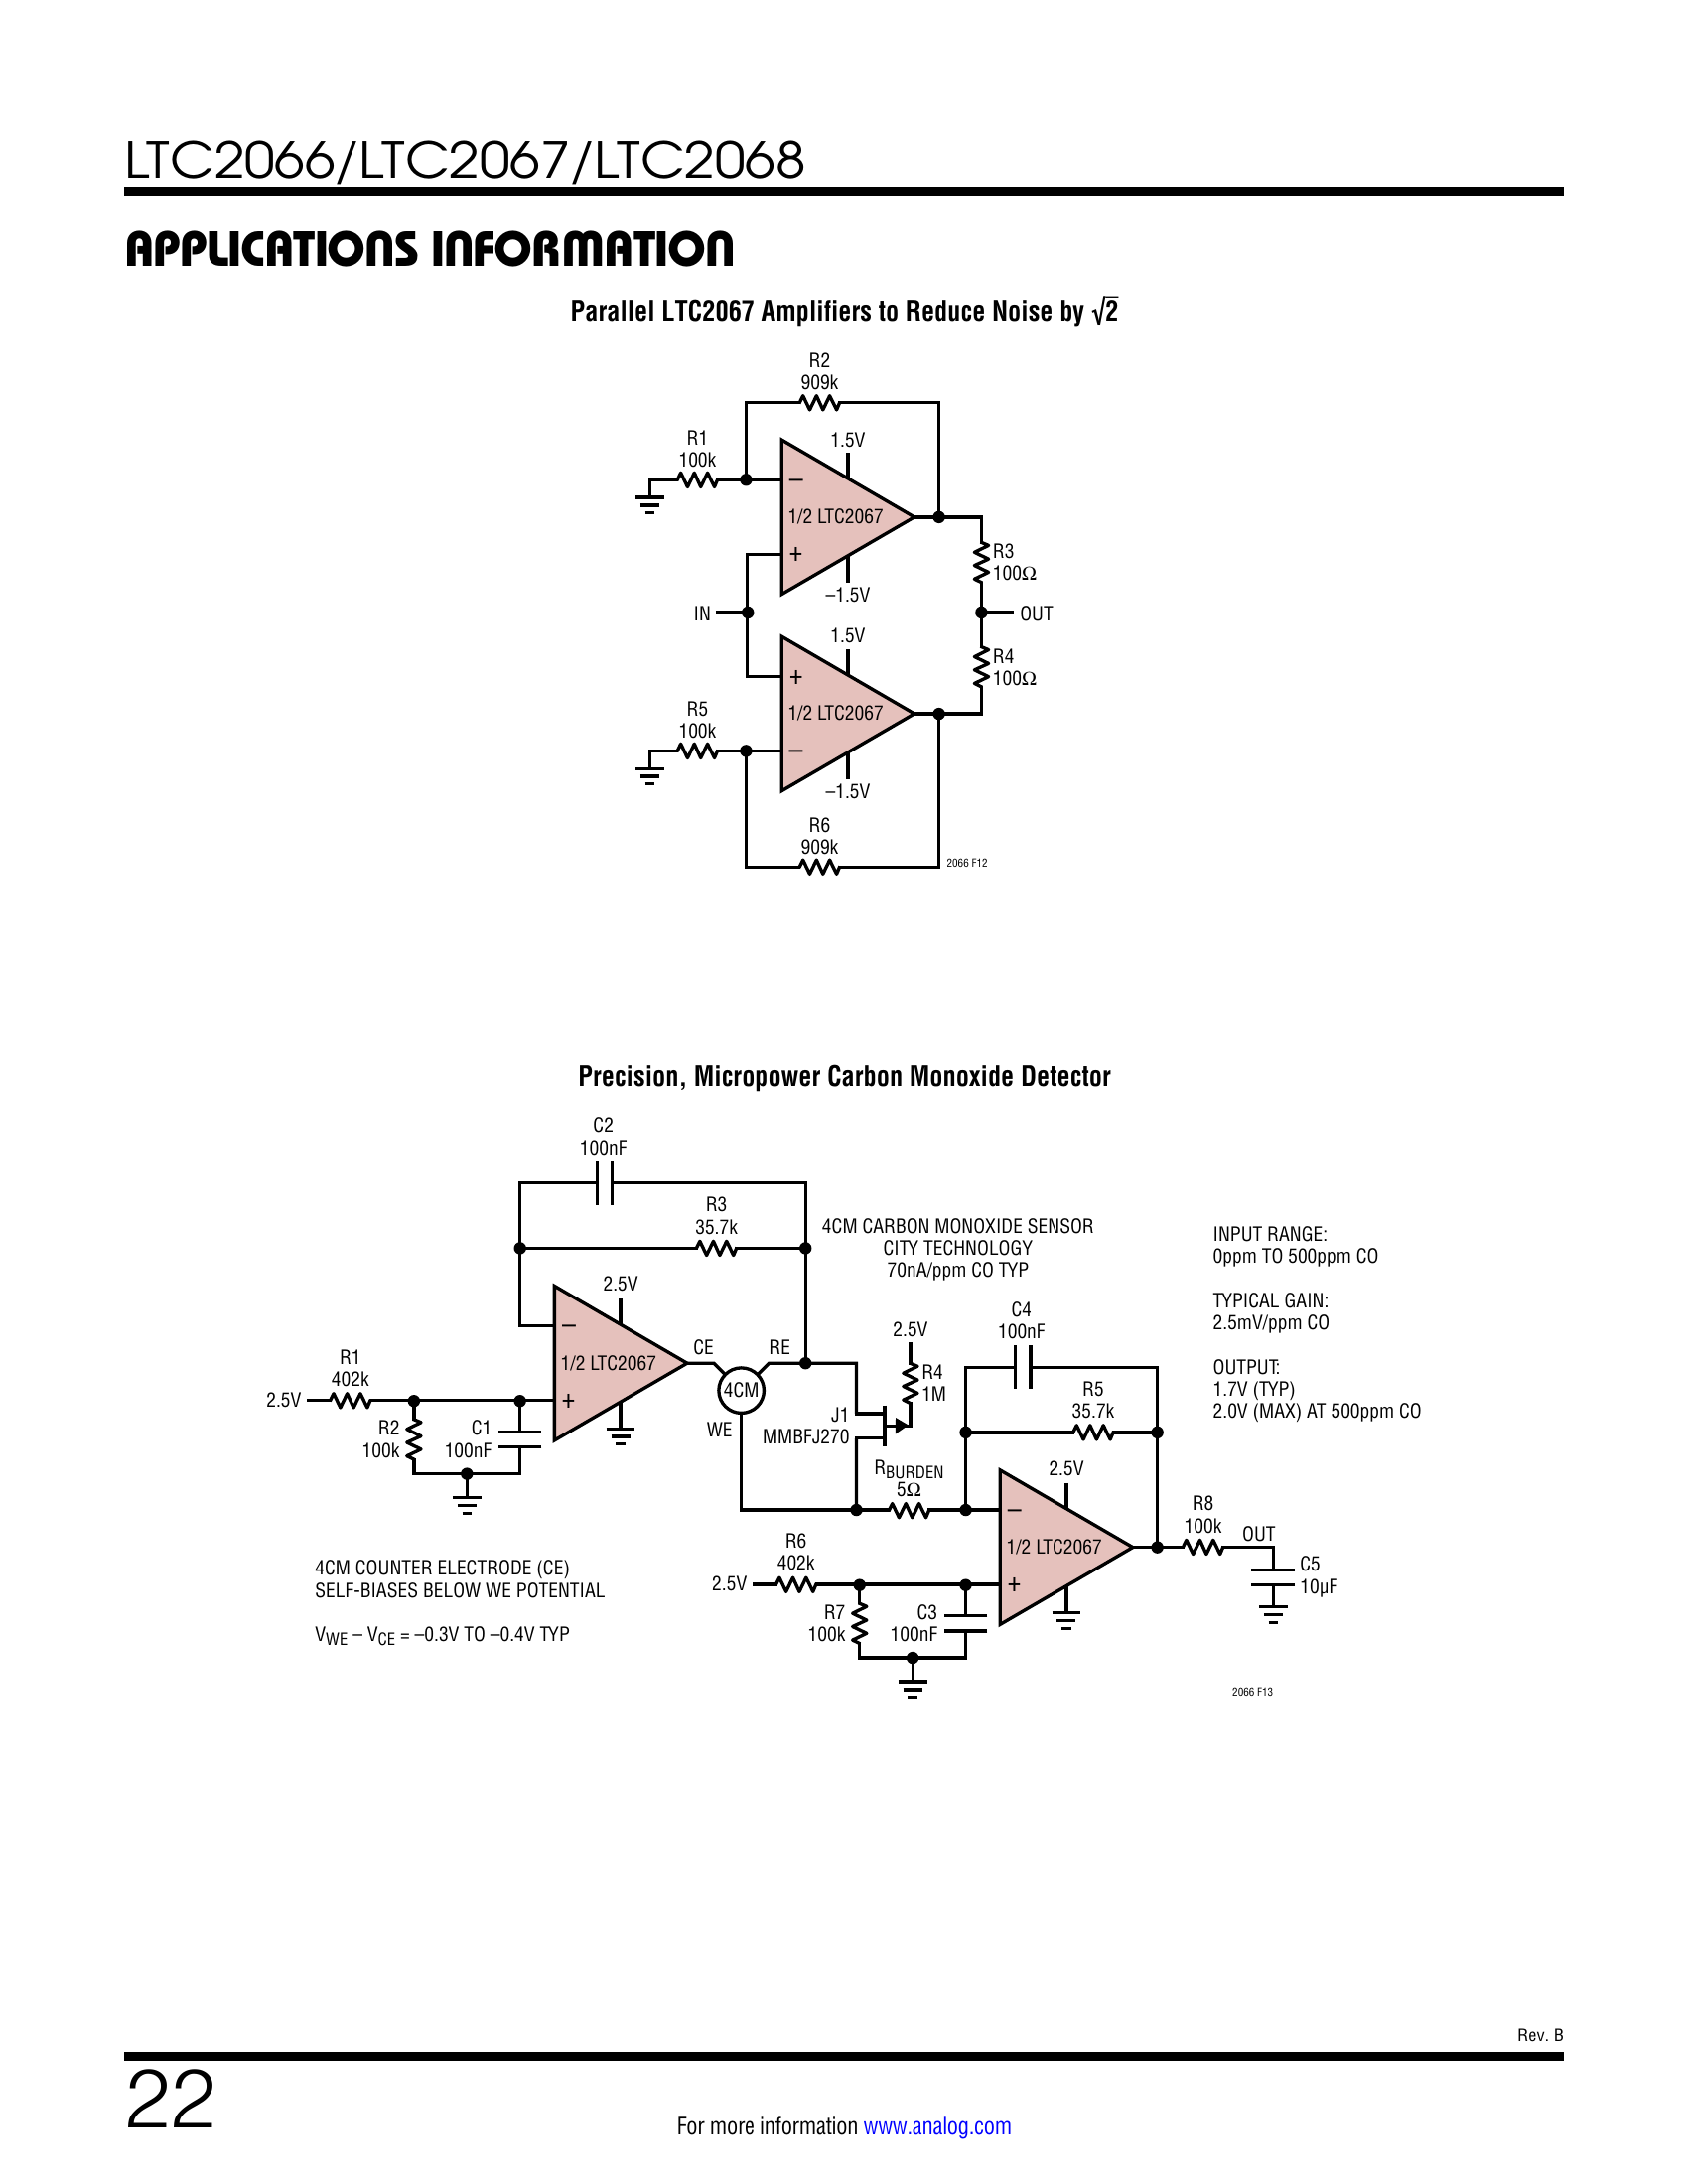 LTC2066/LTC2067/LTC2068
APPLICATIONS INFORMATION
Parallel LTC2067 Amplifiers to Reduce Noise by √2
R2
909k
R1
100k
1.5V
–
1/2 LTC2067
+
–1.5V
R3
100Ω
IN
OUT
1.5V
+
1/2 LTC2067
–
–1.5V
R4
100Ω
R5
100k
R6
909k
2066 F12
Precision, Micropower Carbon Monoxide Detector
C2
100nF
R3
35.7k
4CM CARBON MONOXIDE SENSOR
CITY TECHNOLOGY
70nA/ppm CO TYP
INPUT RANGE:
0ppm TO 500ppm CO
TYPICAL GAIN:
2.5mV/ppm CO
OUTPUT:
1.7V (TYP)
2.0V (MAX) AT 500ppm CO
2.5V
–
1/2 LTC2067
+
CE
RE
4CM
WE
R1
402k
2.5V
R2
100k
C1
100nF
2.5V
R4
1M
J1
MMBFJ270
C4
100nF
R5
35.7k
RBURDEN
5Ω
2.5V
–
1/2 LTC2067
+
R8
100k
OUT
C5
10µF
R6
402k
2.5V
R7
100k
C3
100nF
4CM COUNTER ELECTRODE (CE)
SELF-BIASES BELOW WE POTENTIAL
VWE – VCE = –0.3V TO –0.4V TYP
2066 F13
Rev. B
22
For more information www.analog.com